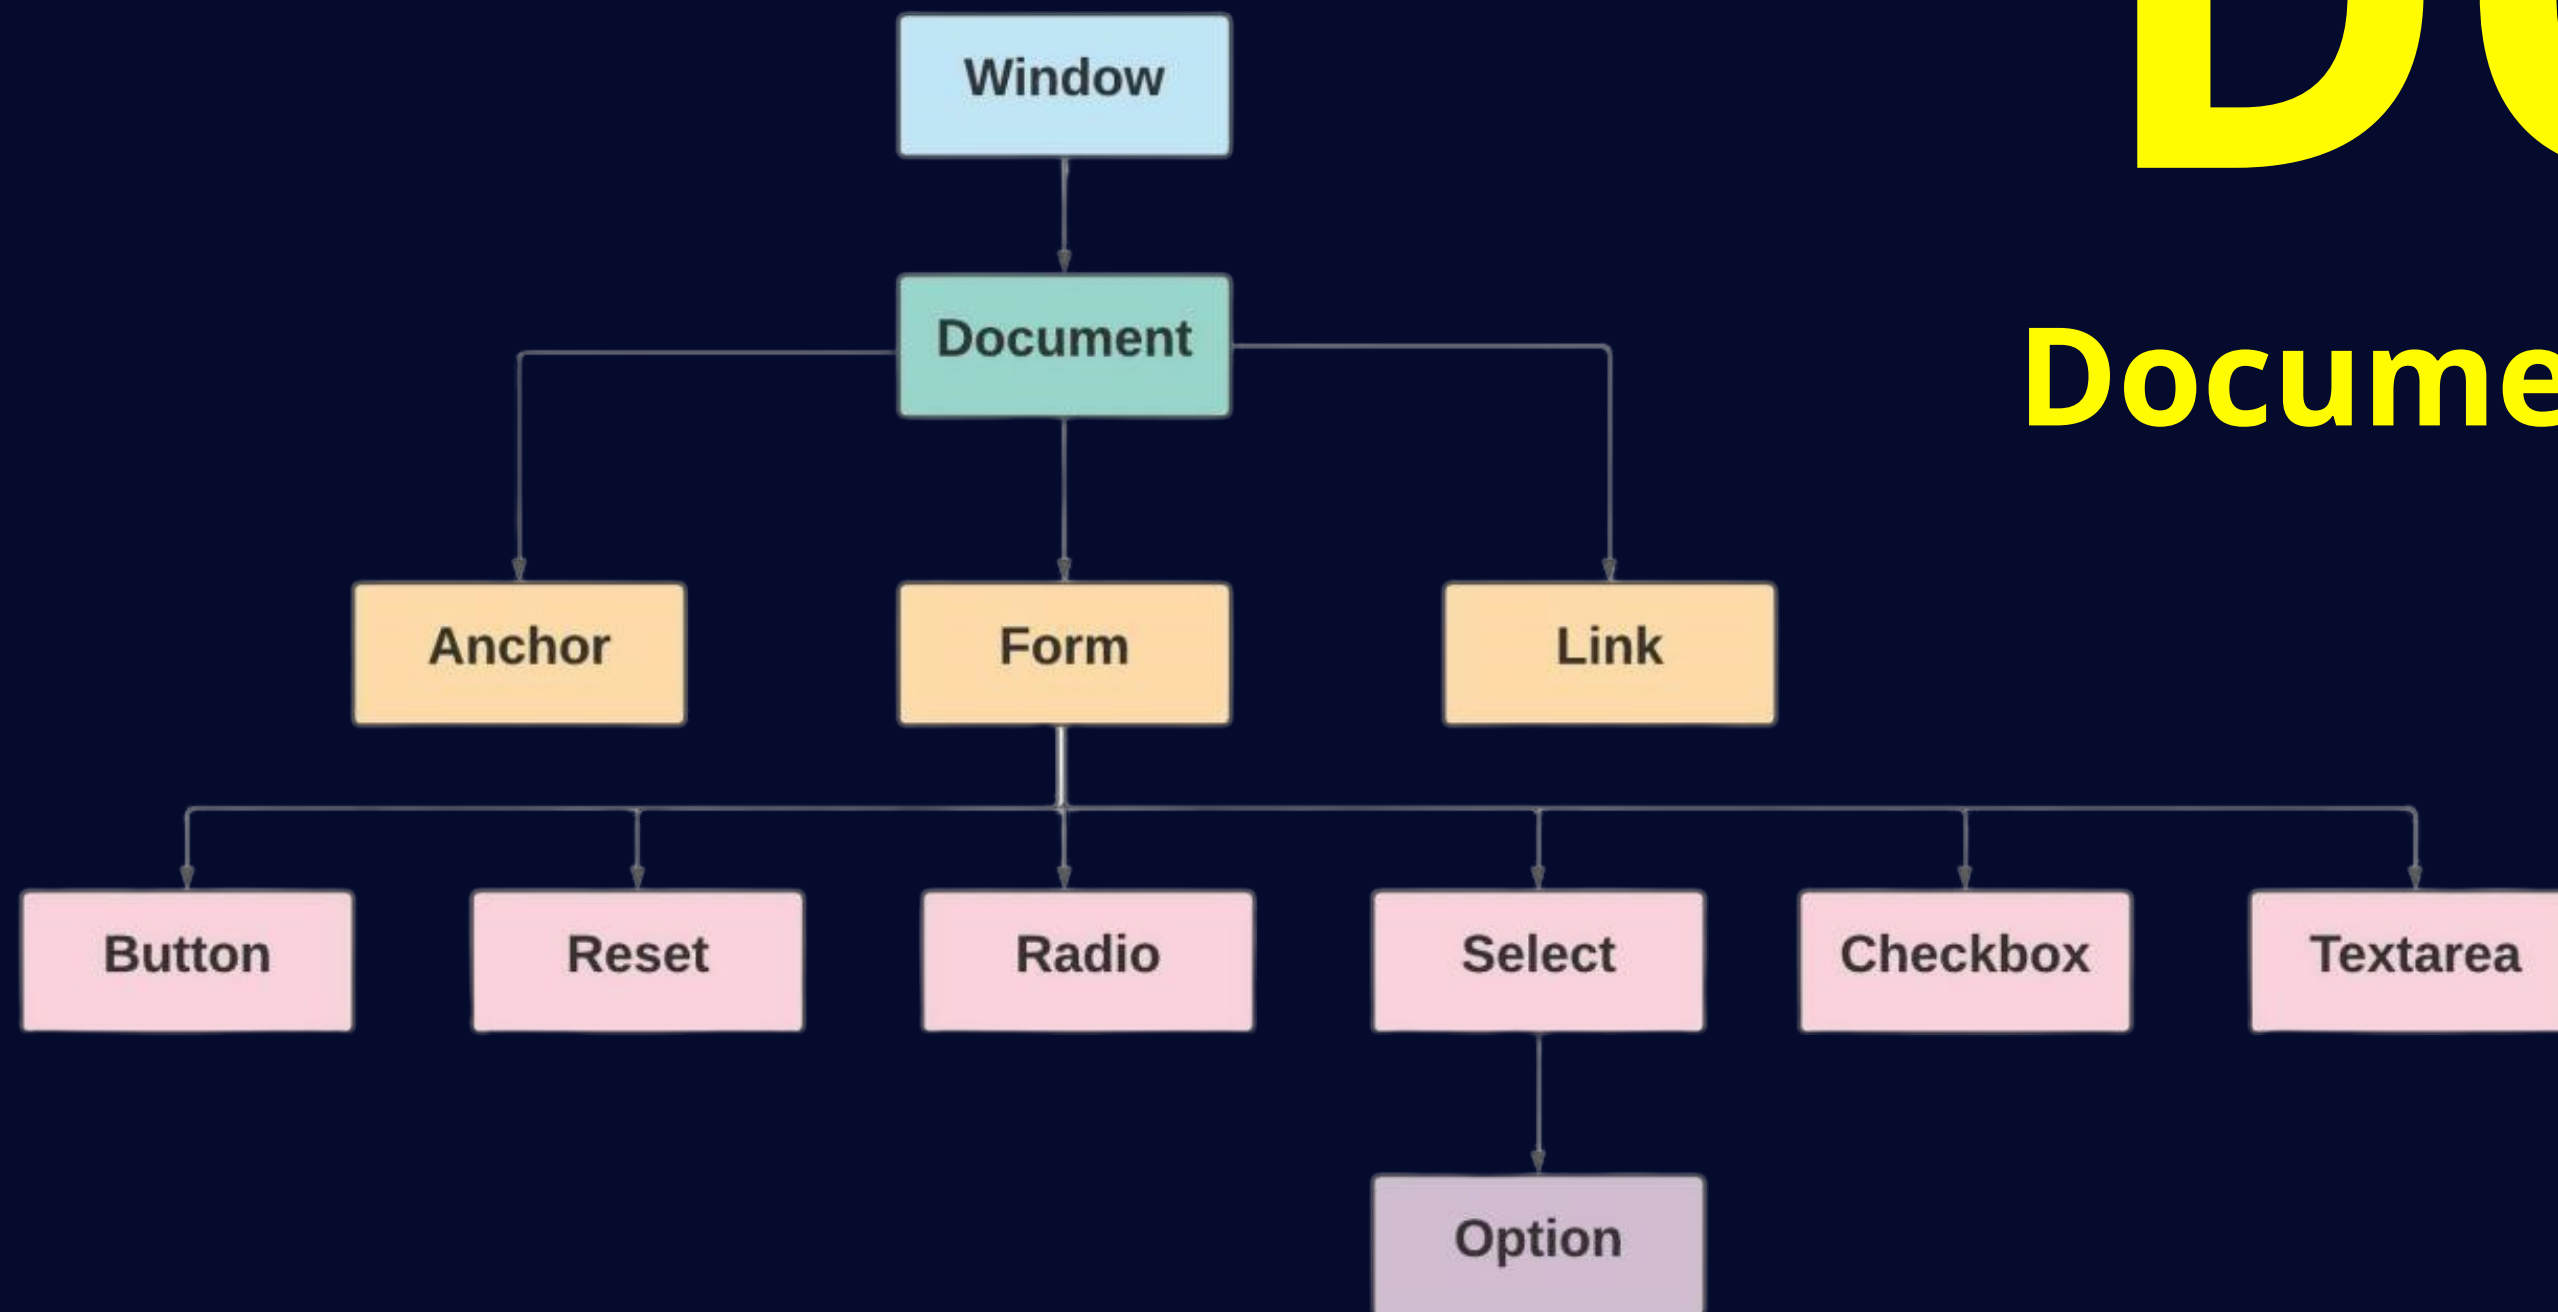 Window
Document
Anchor
Form
Link
Button
Reset
Radio
Select
Checkbox
Textarea
Option